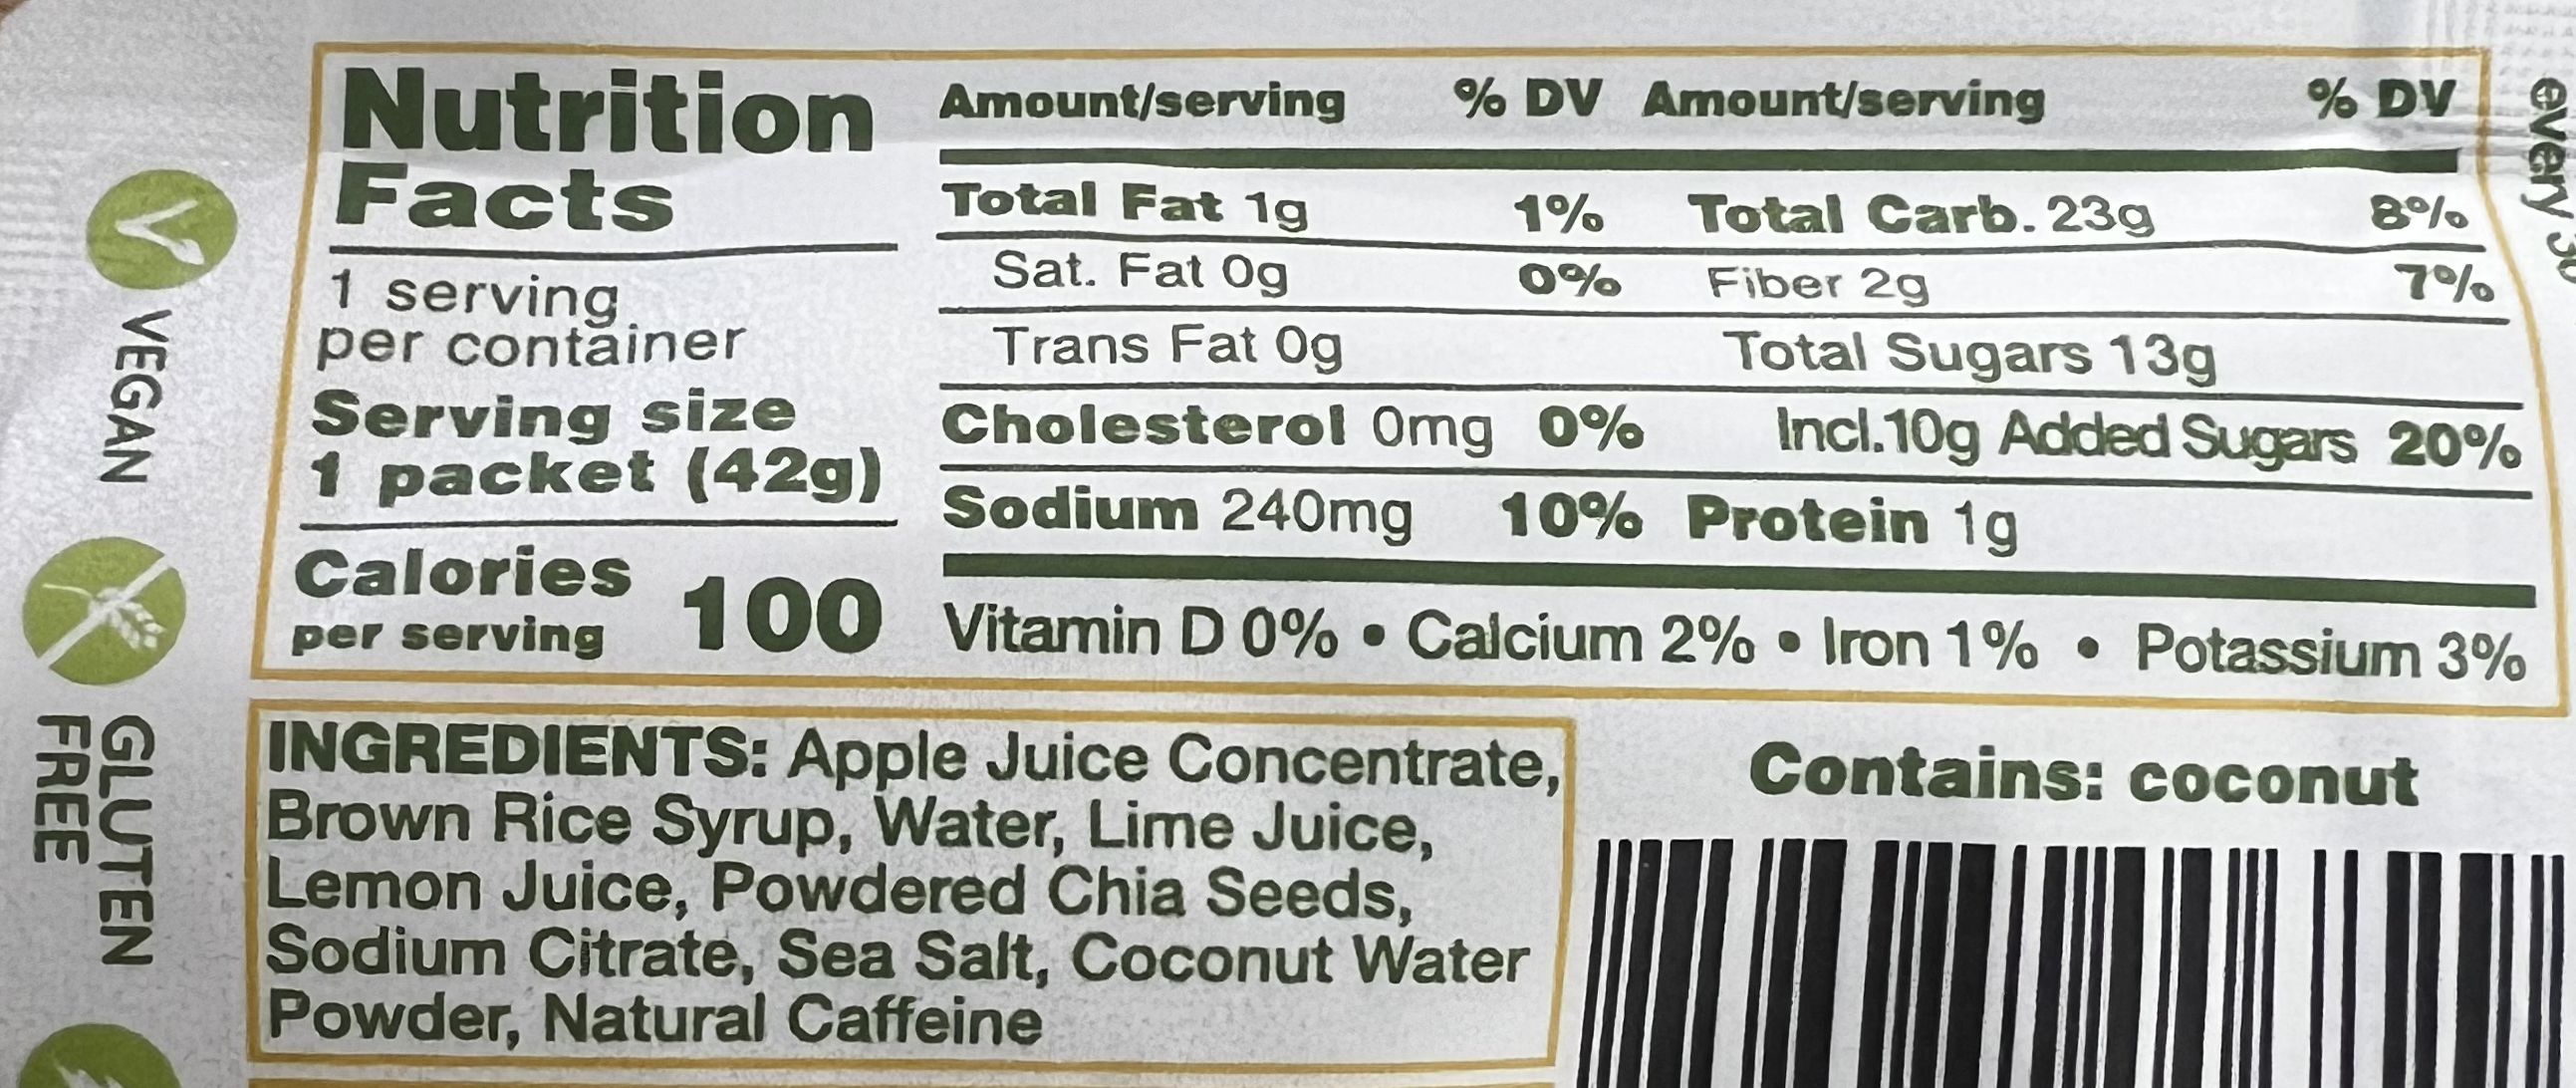 Nutrition
Facts
1 serving
per container
Serving size
1 packet (42g)
Calories
per serving 100
Amount/serving % DV Amount/serving % DV
Total Fat 1g 1% Total Carb. 23g 8%
Sat. Fat 0g 0% Fiber 2g 7%
Trans Fat 0g Total Sugars 13g
Cholesterol 0mg 0% Incl.10g Added Sugars 20%
Sodium 240mg 10% Protein 1g
Vitamin D 0% • Calcium 2% • Iron 1% • Potassium 3%
INGREDIENTS: Apple Juice Concentrate,
Brown Rice Syrup, Water, Lime Juice,
Lemon Juice, Powdered Chia Seeds,
Sodium Citrate, Sea Salt, Coconut Water
Powder, Natural Caffeine
Contains: coconut
VEGAN
GLUTEN
FREE
every